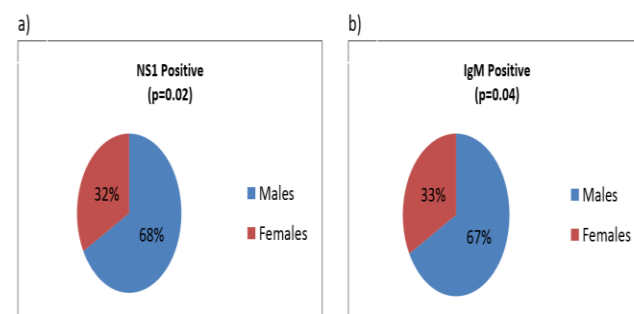 a)
NS1 Positive
(p=0.02)
32%
68%
Males
Females
b)
IgM Positive
(p=0.04)
33%
67%
Males
Females